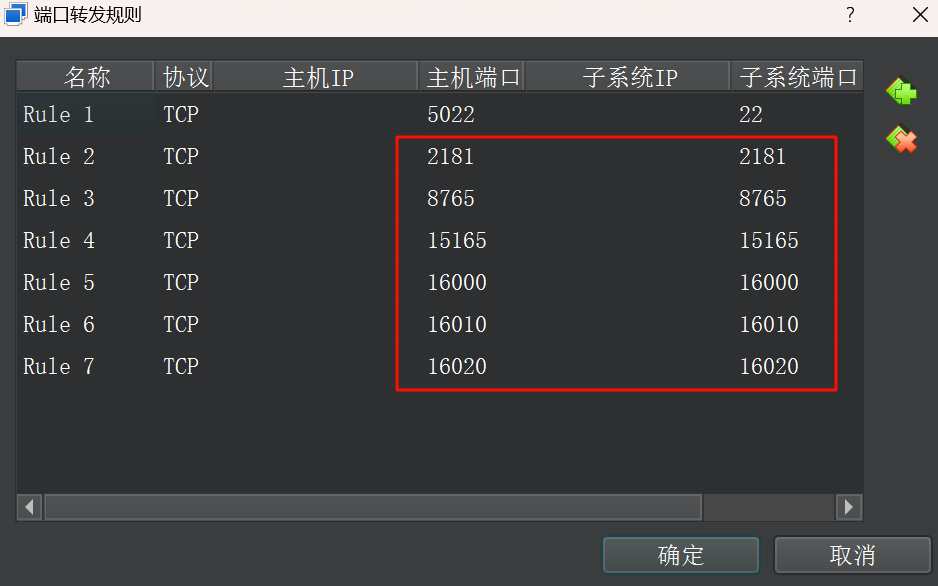 端口转发规则 ?
名称 协议 主机IP 主机端口 子系统IP 子系统端口
Rule 1 TCP 5022 22
Rule 2 TCP 2181 2181
Rule 3 TCP 8765 8765
Rule 4 TCP 15165 15165
Rule 5 TCP 16000 16000
Rule 6 TCP 16010 16010
Rule 7 TCP 16020 16020
确定 取消